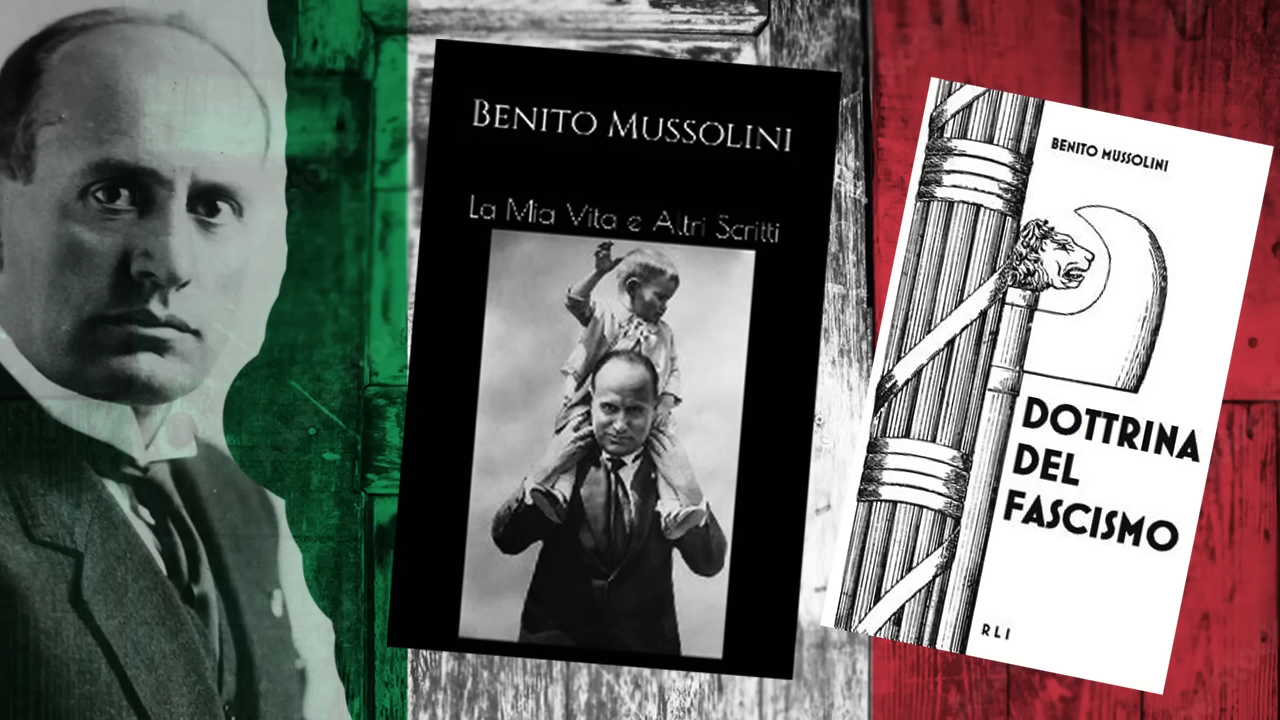 BENITO MUSSOLINI
La Mia Vita e Altri Scritti
BENITO MUSSOLINI
DOTTRINA
DEL
FASCISMO
RLI